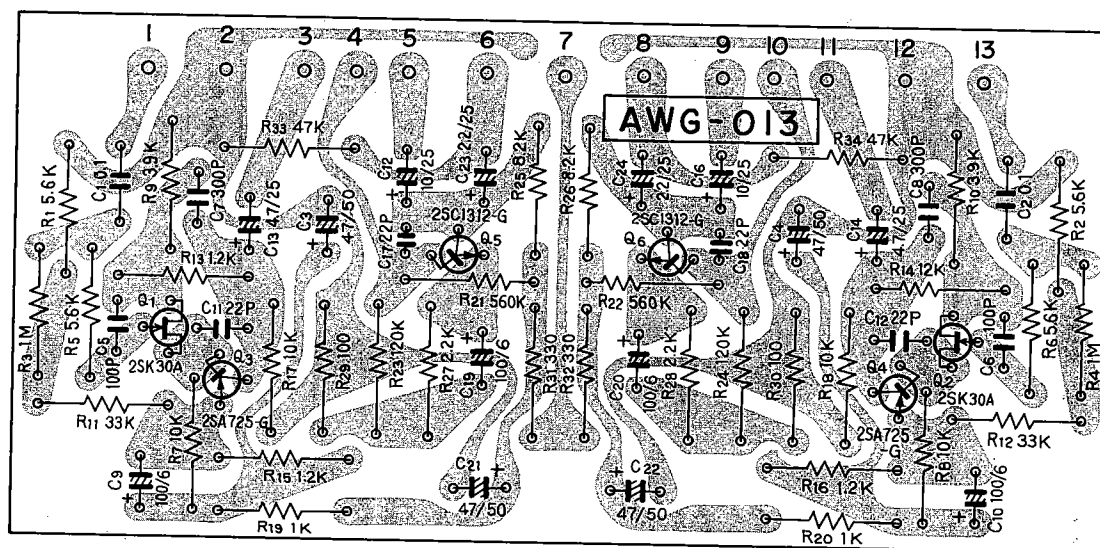 1 2 3 4 5 6 7 8 9 10 11 12 13
AWG-013
R33 47K
R34 47K
R1 5.6K
C1 0.1
R9 3.9K
C7 300P
C13 47/25
C3 47/50
10/25
C23 2.2/25
R25 8.2K
R26 8.2K
C24 2.2/25
C16 10/25
C4 47/50
C14 4.7/25
C8 300P
R10 3.9K
C2 0.1
R2 5.6K
C17 22P
2SC1312-G
Q5
2SC1312-G
Q6
C18 22P
R13 1.2K
R21 560K
R22 560K
R14 12K
R3 1M
R5 5.6K
C5 100P
Q1
2SK30A
C11 22P
Q3
2SA725-G
R17 10K
R29 100
R23 120K
R27 2.2K
C19 100/6
R31 330
R32 330
C20 100/6
R28 2.2K
R24 120K
R30 100
R18 10K
C12 22P
Q4
2SA725-G
Q2
2SK30A
C6 100P
R6 5.6K
R4 1M
R11 33K
R7 10K
R8 10K
R12 33K
C9 100/6
R15 1.2K
R19 1K
C21 47/50
C22 47/50
R16 1.2K
R20 1K
C10 100/6